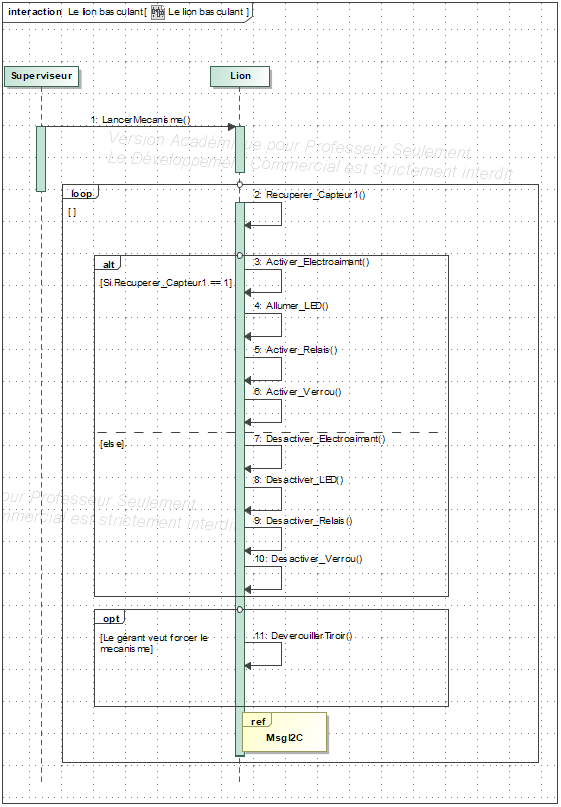 interaction Le lion basculant[ Le lion basculant ]
Superviseur
Lion
1: LancerMecanisme()
Version Académique pour Professeur Seulement
Le Développement Commercial est strictement interdit
loop
[ ]
2: Recuperer_Capteur1()
alt
[Si Recuperer_Capteur1 == 1]
3: Activer_Electroaimant()
4: Allumer_LED()
5: Activer_Relais()
6: Activer_Verrou()
[else]
7: Desactiver_Electroaimant()
8: Desactiver_LED()
our Professeur Seulement
mmercial est strictement interdit
9: Desactiver_Relais()
10: Desactiver_Verrou()
opt
[Le gérant veut forcer le
mecanisme]
11: DeverouillerTiroir()
ref
MsgI2C